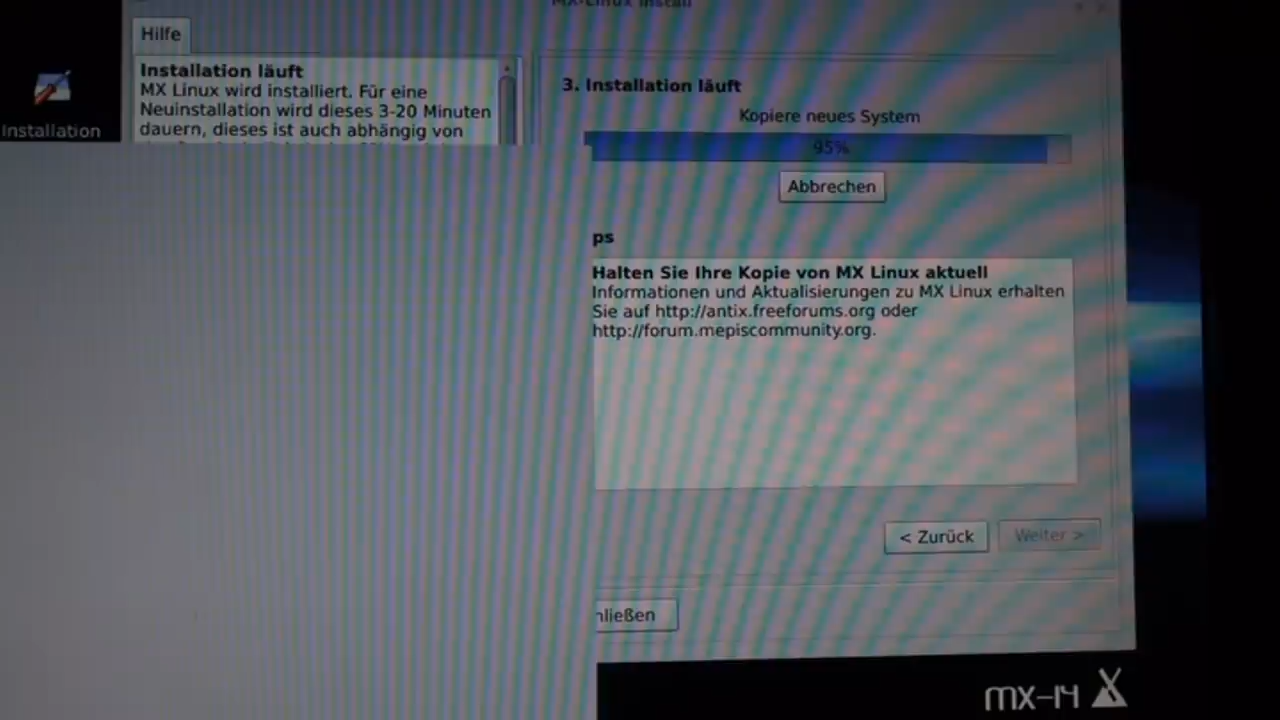 MX-Linux Install
Hilfe
Installation läuft
MX Linux wird installiert. Für eine
Neuinstallation wird dieses 3-20 Minuten
dauern, dieses ist auch abhängig von
Installation
3. Installation läuft
Kopiere neues System
95%
Abbrechen
ps
Halten Sie Ihre Kopie von MX Linux aktuell
Informationen und Aktualisierungen zu MX Linux erhalten
Sie auf http://antix.freeforums.org oder
http://forum.mepiscommunity.org.
< Zurück
Weiter >
hließen
mx-14